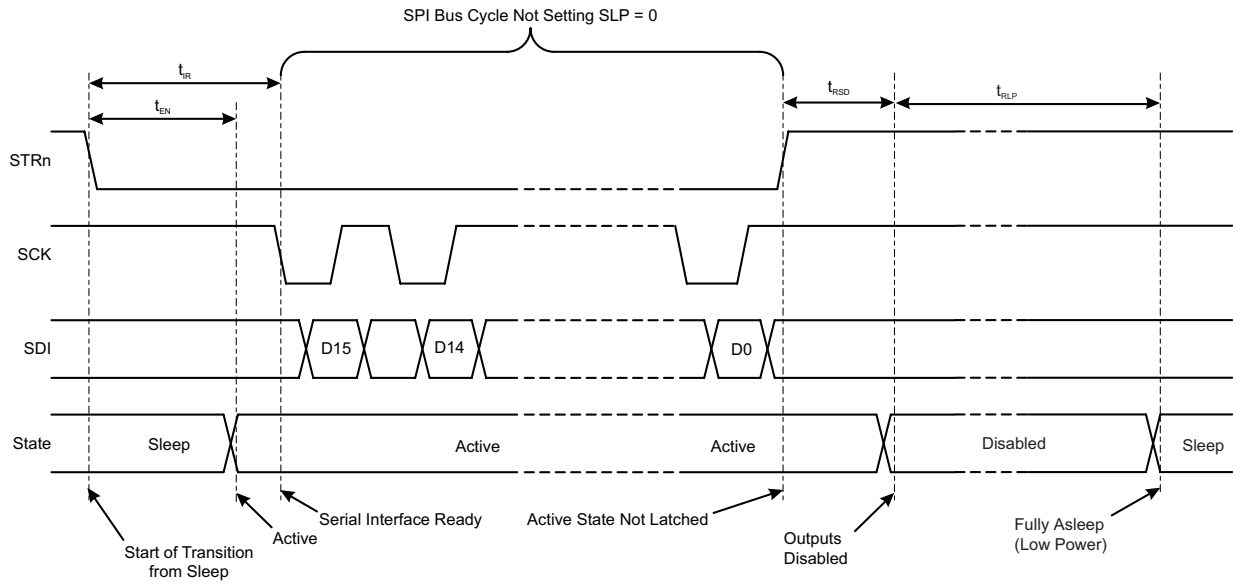 SPI Bus Cycle Not Setting SLP = 0
tIR
tEN
tRSD
tRLP
STRn
SCK
SDI
D15
D14
D0
State
Sleep
Active
Active
Disabled
Sleep
Start of Transition
from Sleep
Active
Serial Interface Ready
Active State Not Latched
Outputs
Disabled
Fully Asleep
(Low Power)